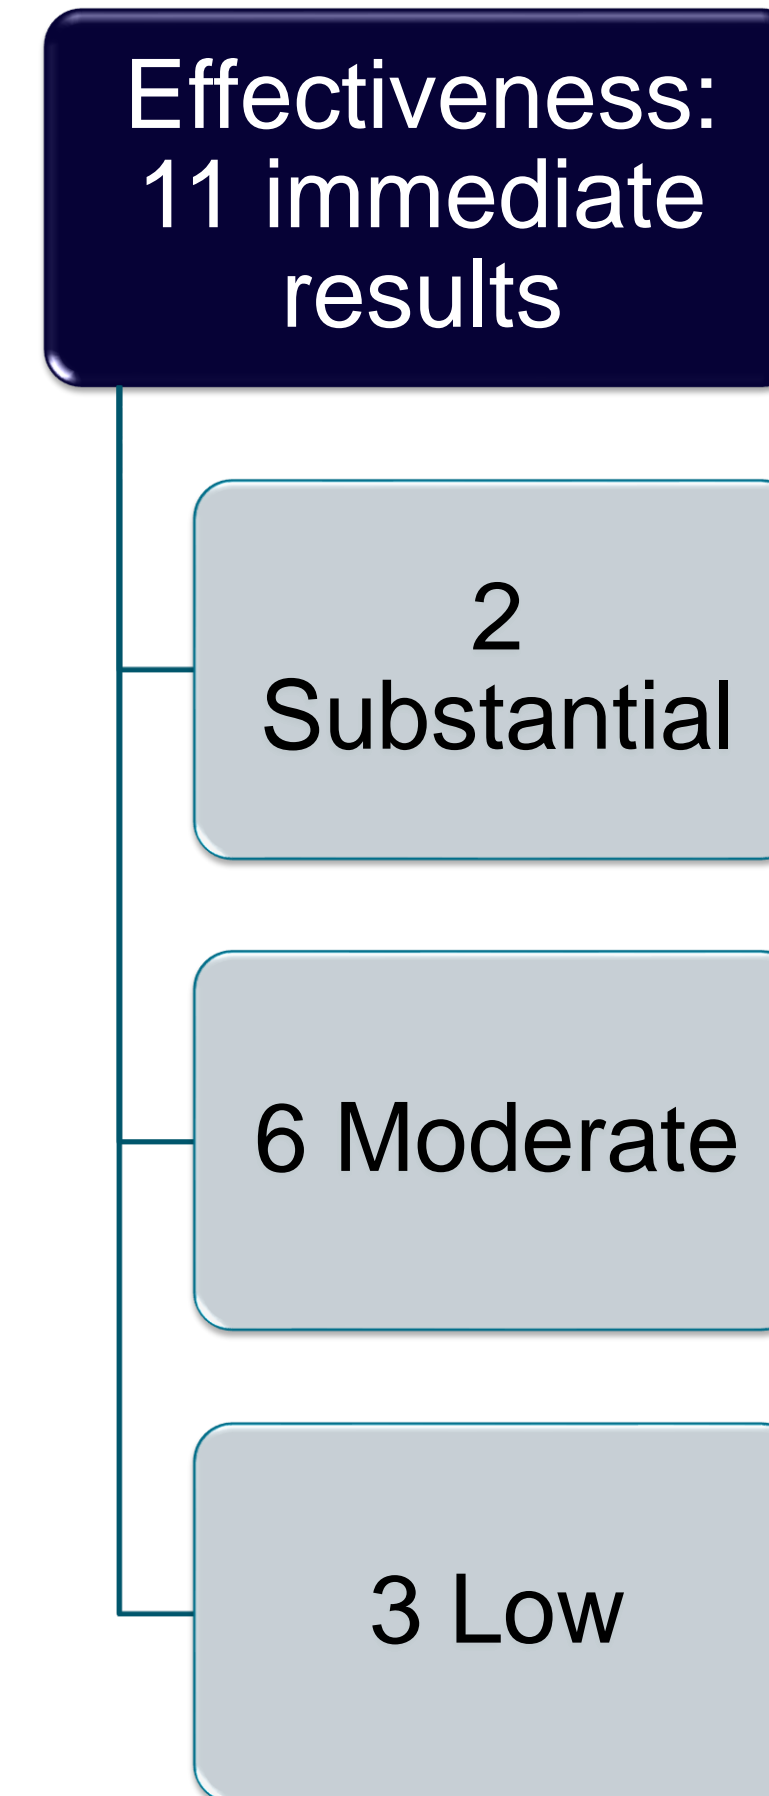 Effectiveness:
11 immediate
results
2
Substantial
6 Moderate
3 Low